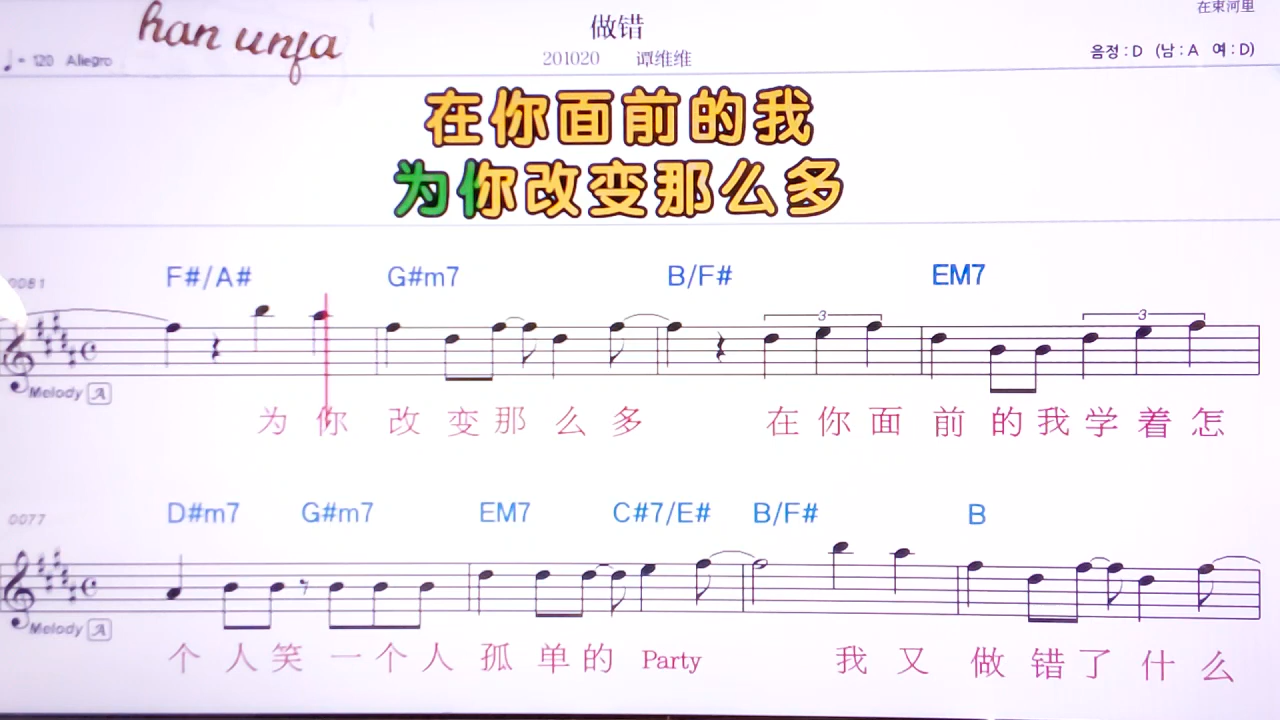 在束河里
han unja
做错
♩= 120 Allegro
201020 谭维维
음정 : D (남 : A 여 : D)
在你面前的我
为你改变那么多
0081
F#/A# G#m7 B/F# EM7
3 3
Melody A
为 你 改 变 那 么 多 在 你 面 前 的 我 学 着 怎
0077
D#m7 G#m7 EM7 C#7/E# B/F# B
Melody A
个 人 笑 一 个 人 孤 单 的 Party 我 又 做 错 了 什 么